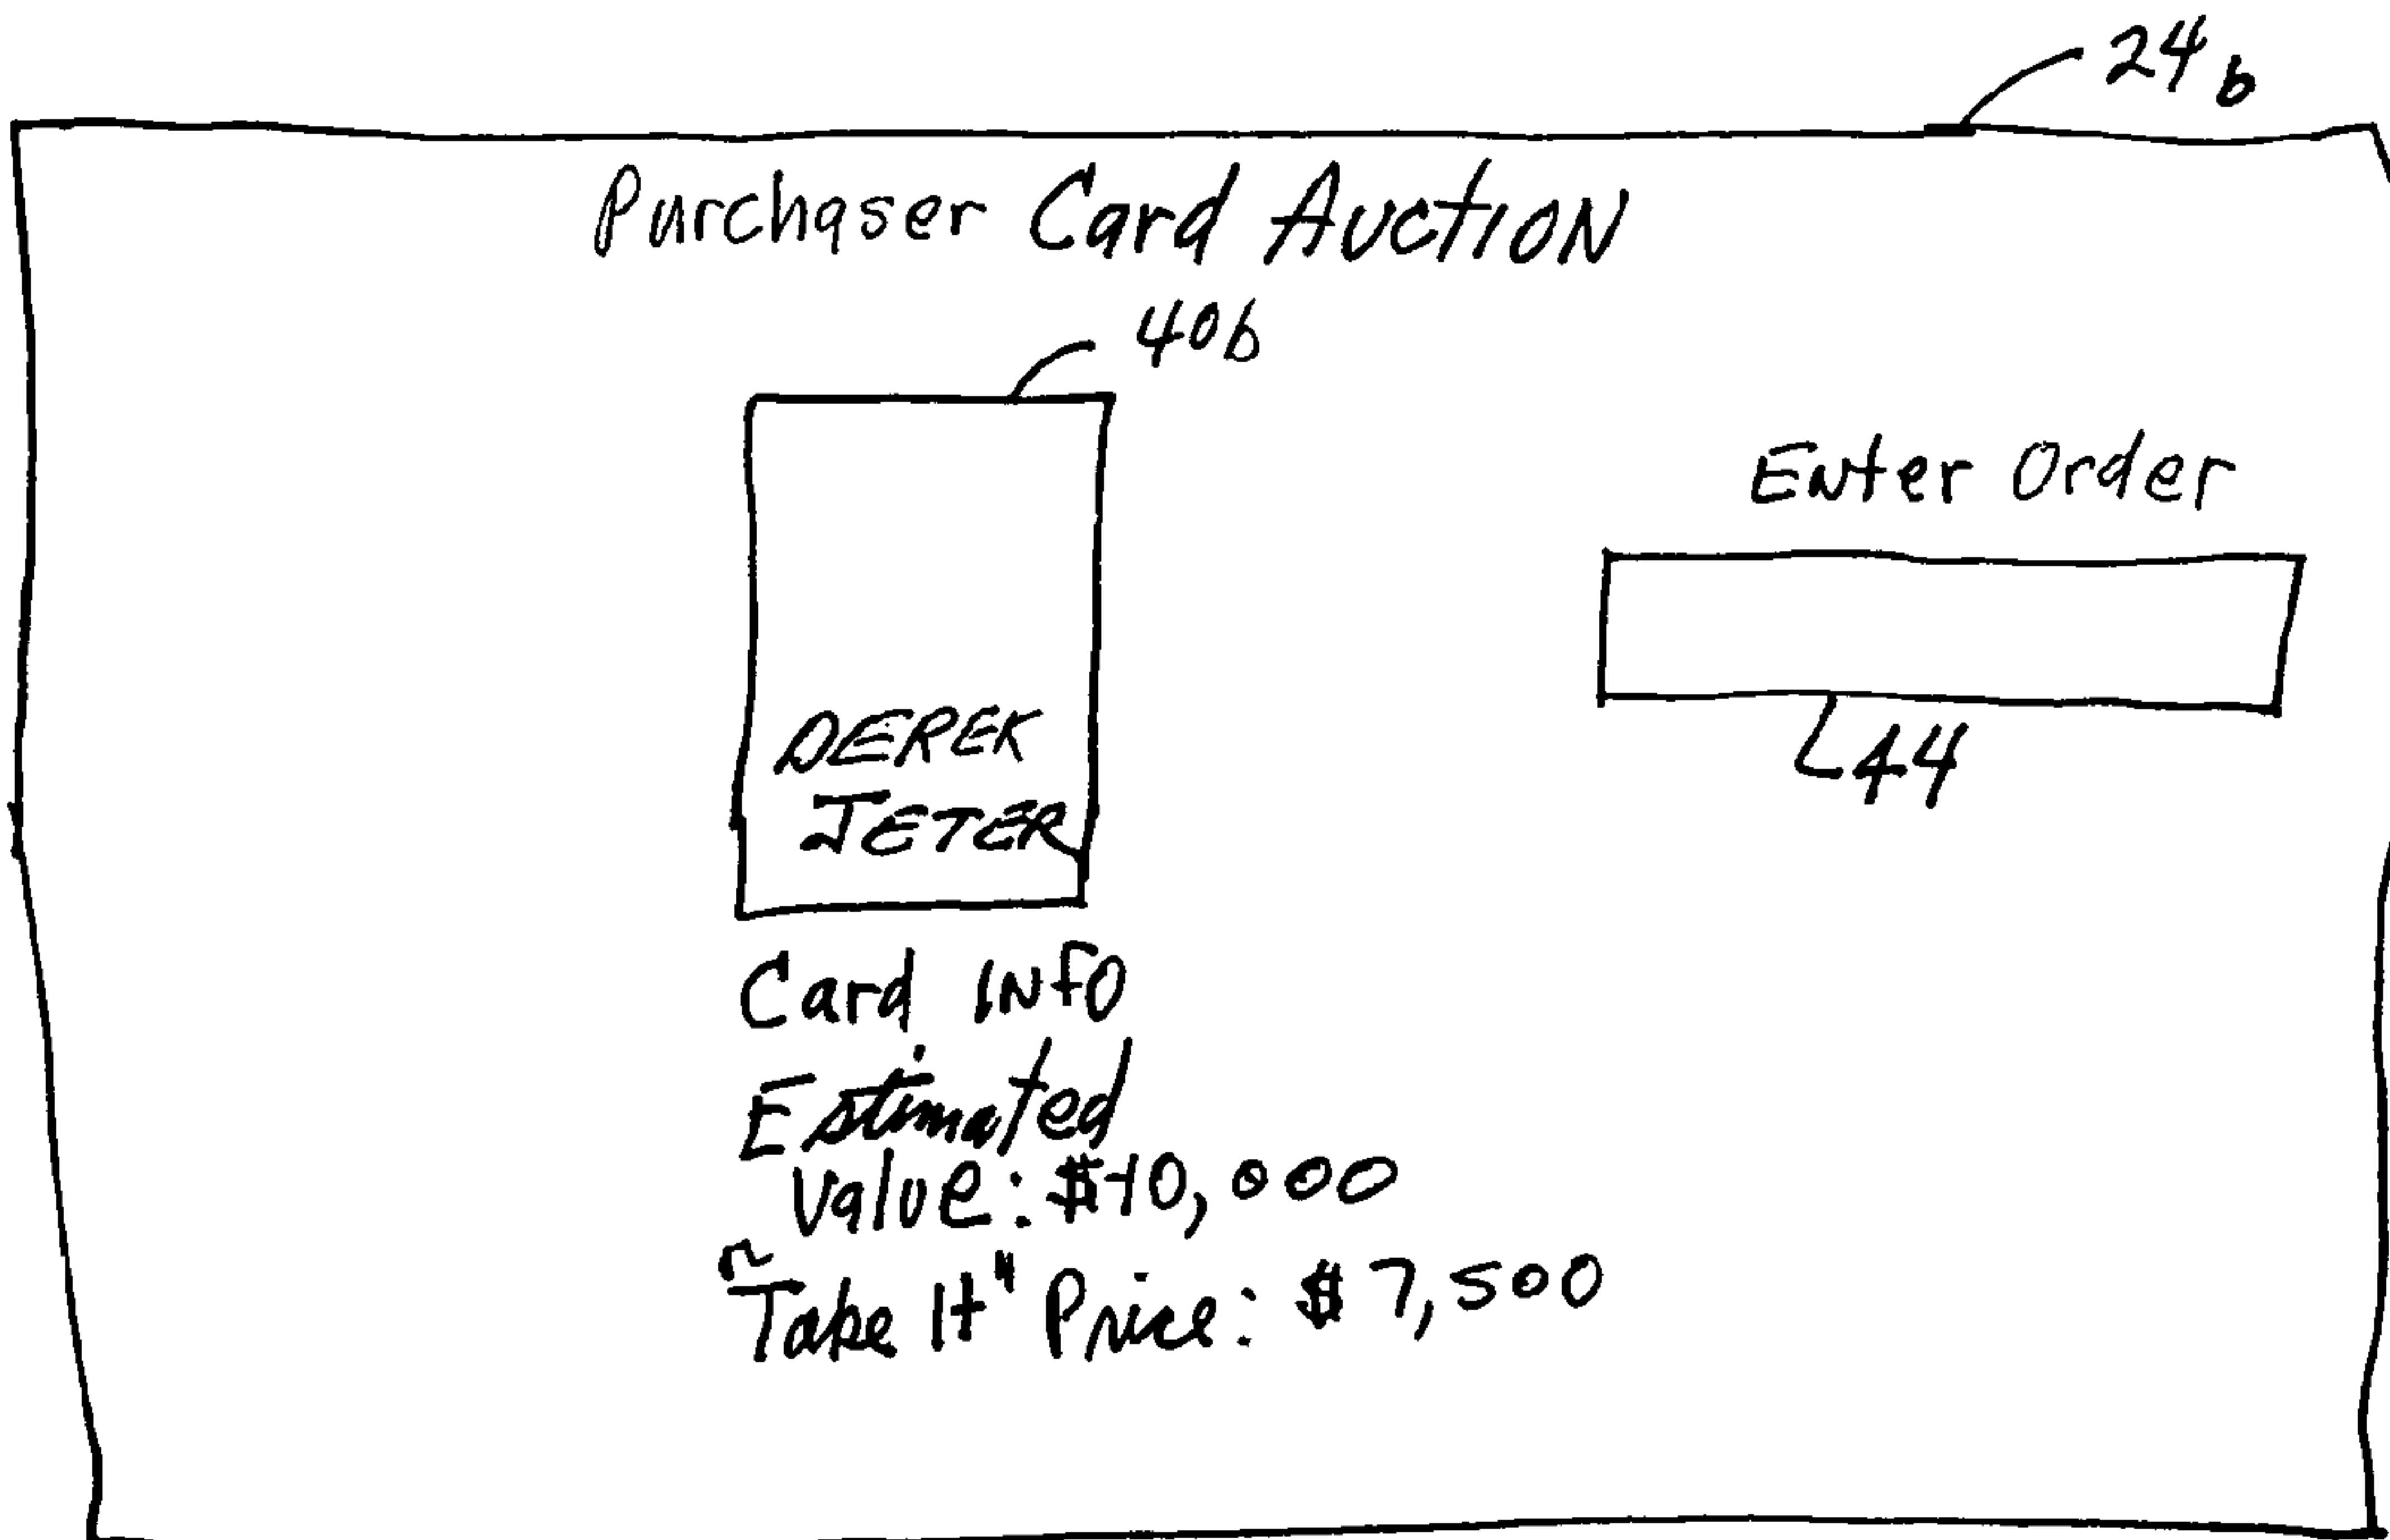 24b
Purchaser Card Auction
40b
Enter Order
DEREK
JETER
44
Card Info
Estimated
Value: $10,000
"Take It" Price: $7,500